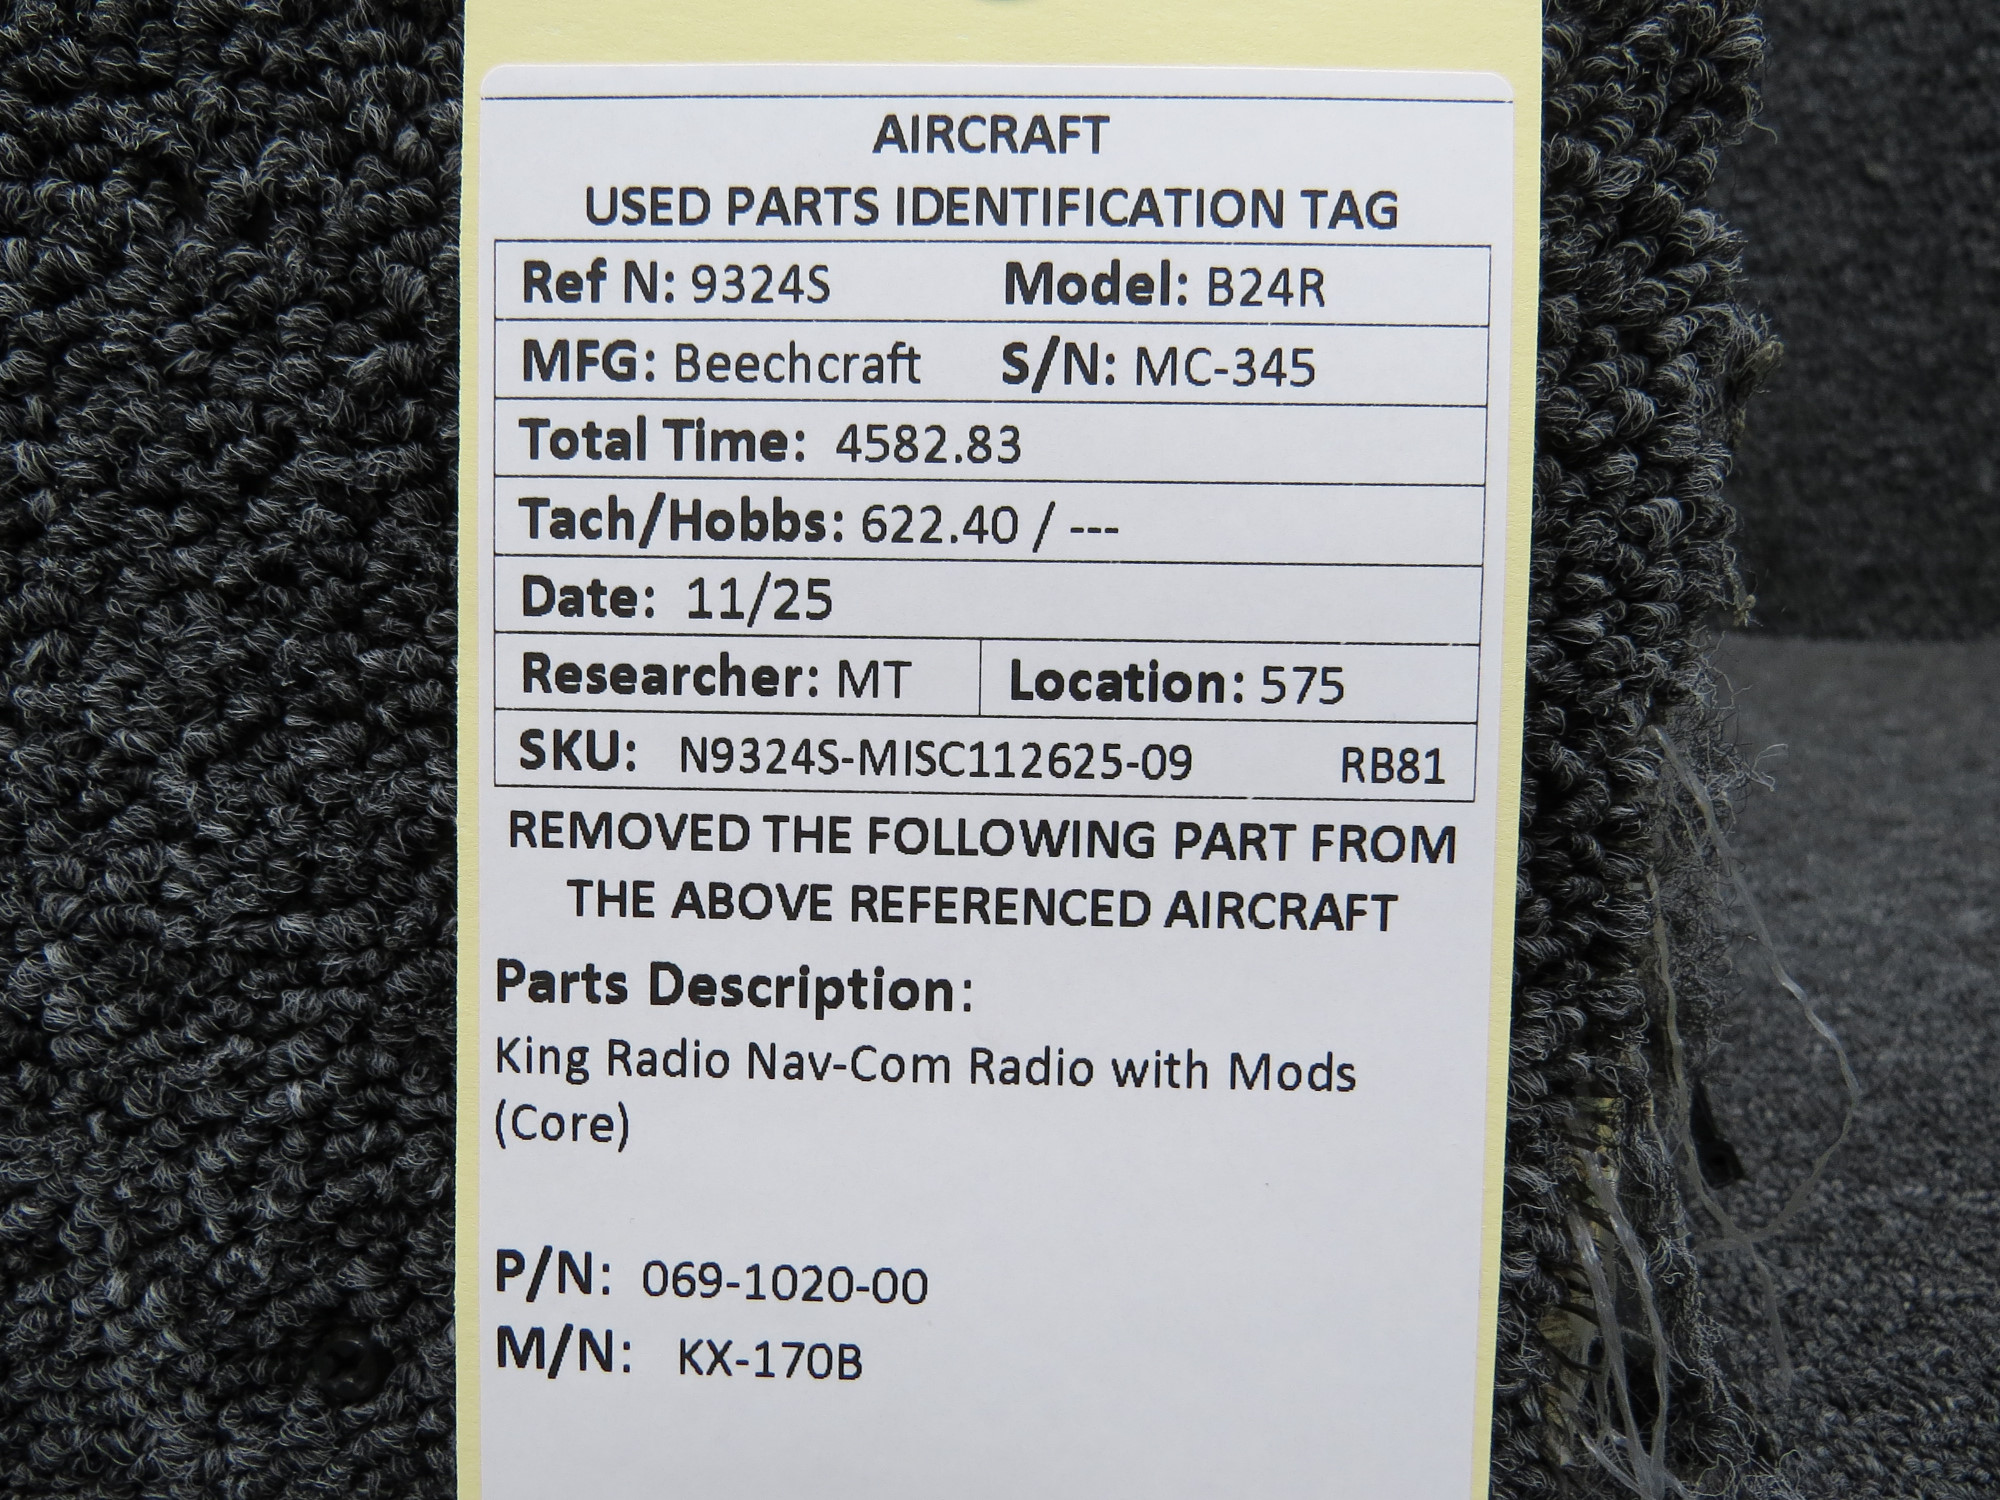 AIRCRAFT
USED PARTS IDENTIFICATION TAG
Ref N: 9324S Model: B24R
MFG: Beechcraft S/N: MC-345
Total Time: 4582.83
Tach/Hobbs: 622.40 / ---
Date: 11/25
Researcher: MT Location: 575
SKU: N9324S-MISC112625-09 RB81
REMOVED THE FOLLOWING PART FROM
THE ABOVE REFERENCED AIRCRAFT
Parts Description:
King Radio Nav-Com Radio with Mods
(Core)
P/N: 069-1020-00
M/N: KX-170B